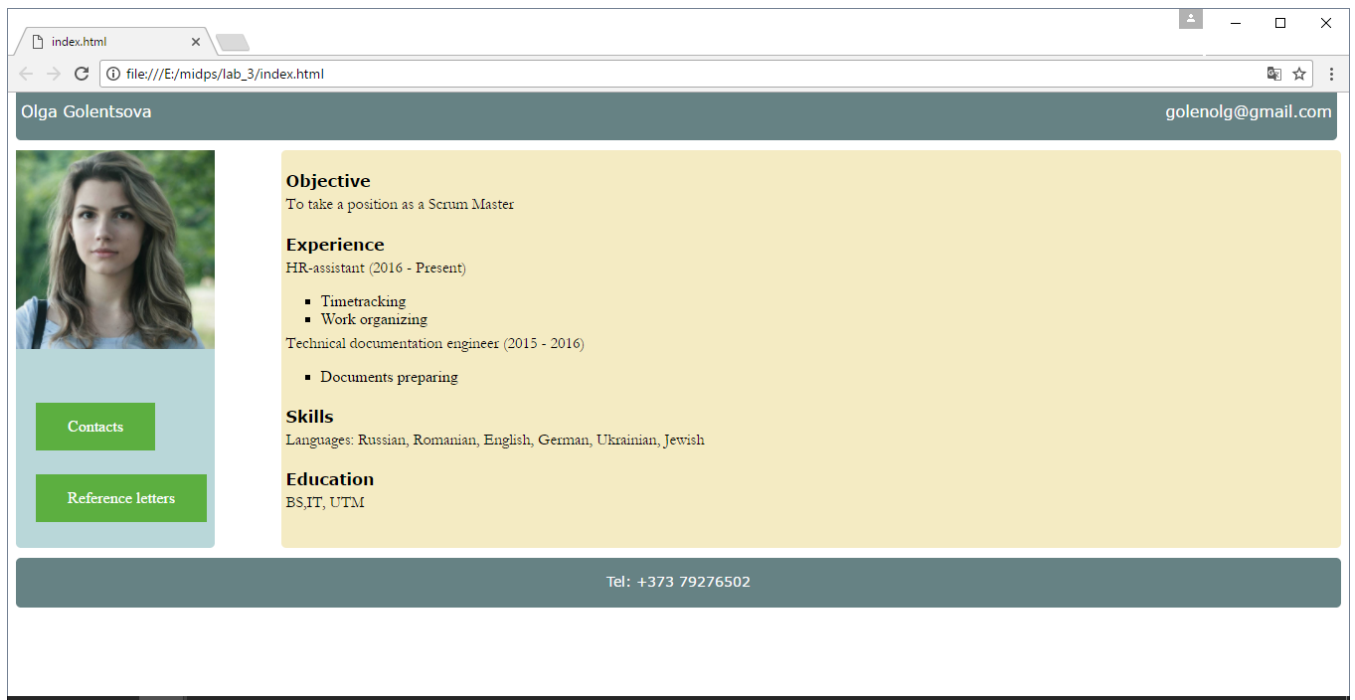 index.html
file:///E:/midps/lab_3/index.html
Olga Golentsova
golenolg@gmail.com
Objective
To take a position as a Scrum Master
Experience
HR-assistant (2016 - Present)
Timetracking
Work organizing
Technical documentation engineer (2015 - 2016)
Documents preparing
Skills
Languages: Russian, Romanian, English, German, Ukrainian, Jewish
Education
BS,IT, UTM
Contacts
Reference letters
Tel: +373 79276502